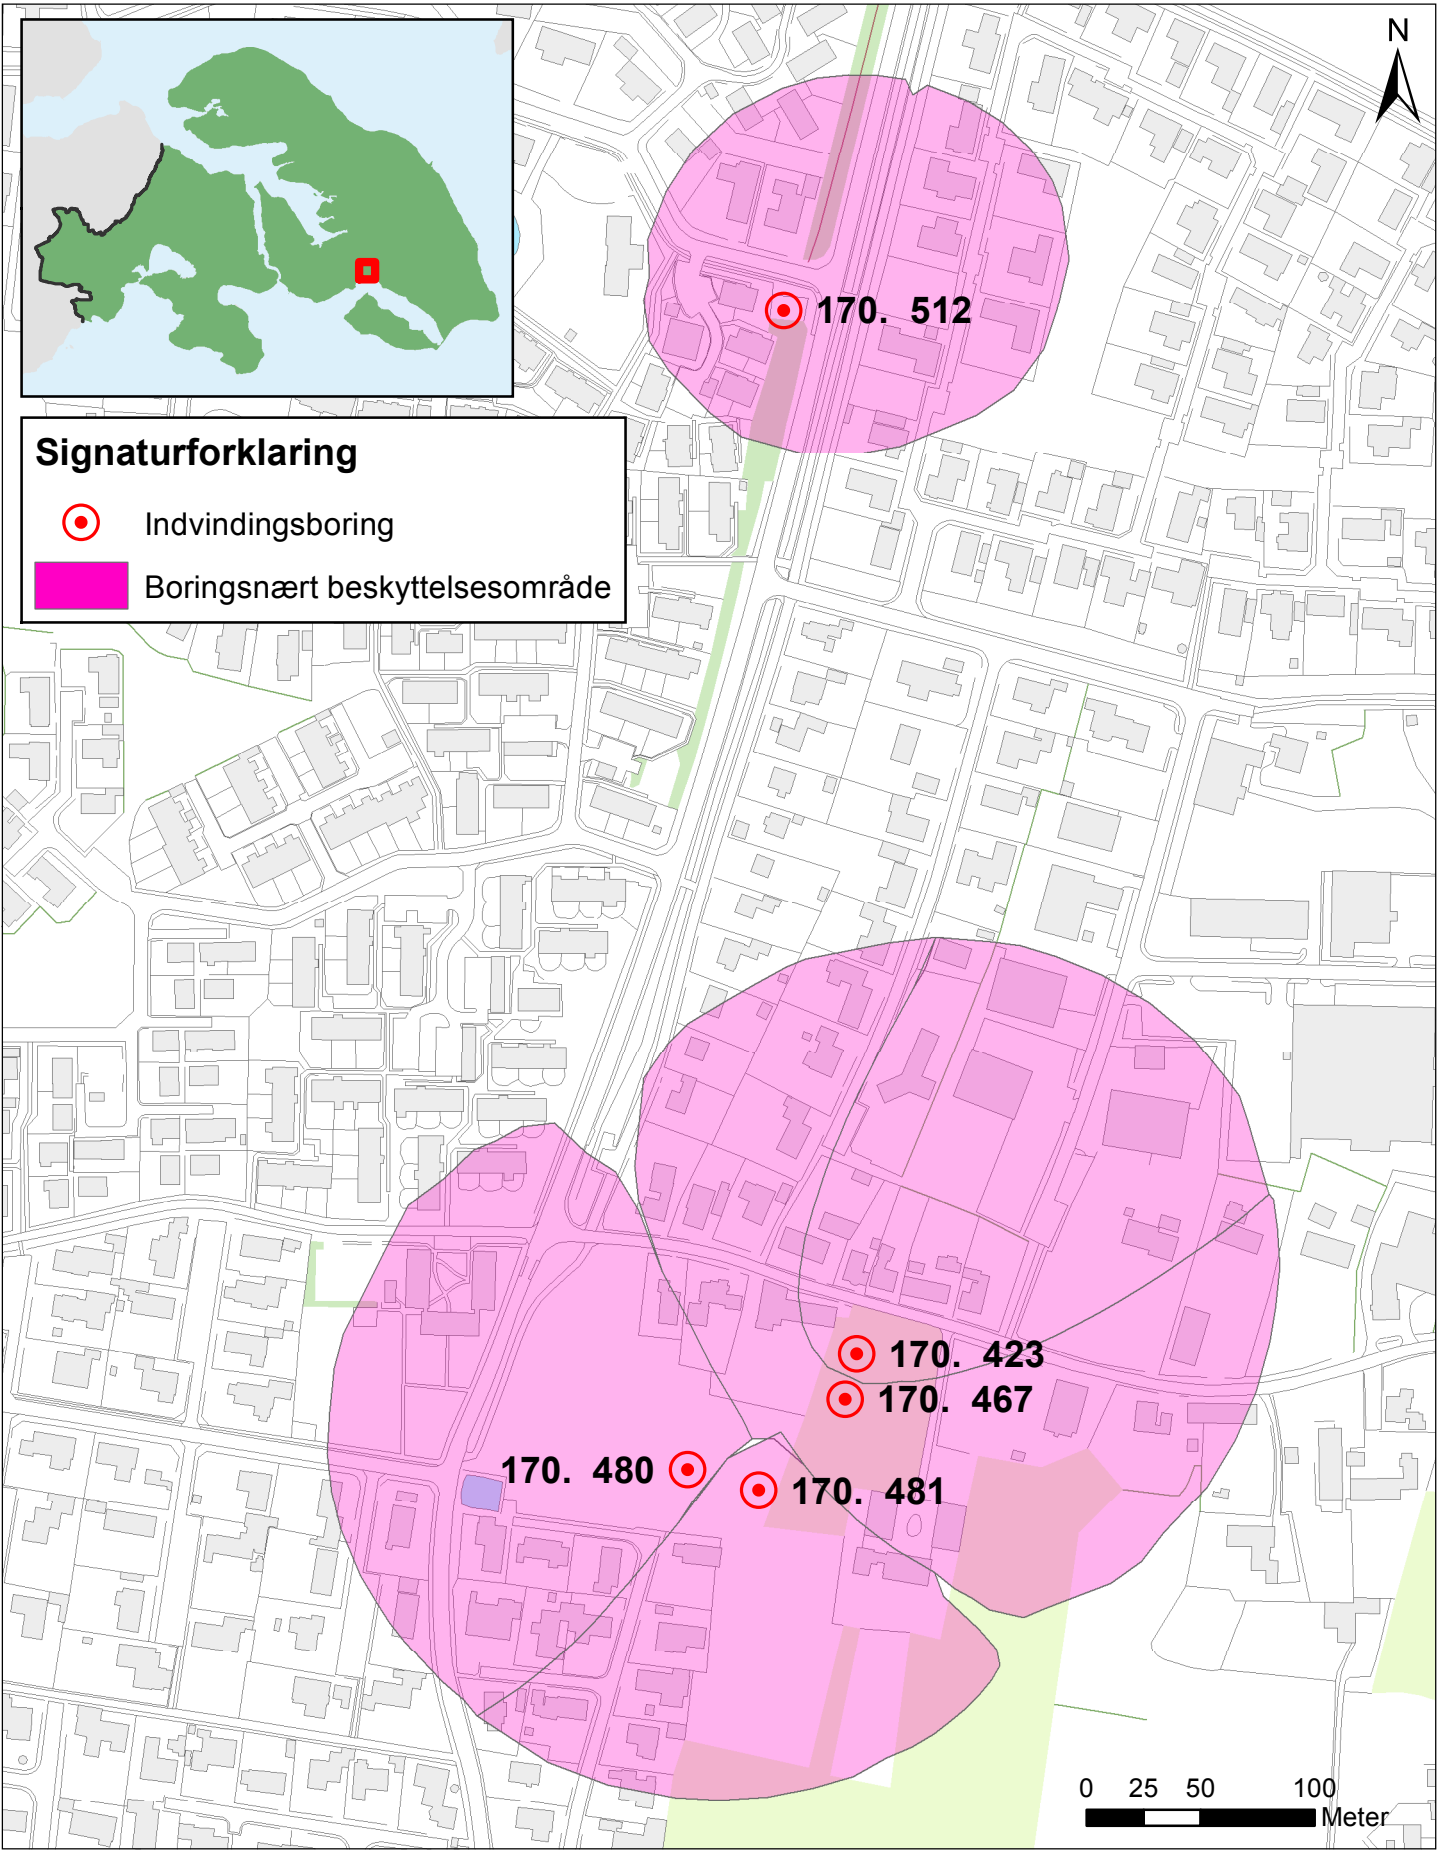 N
170. 512
Signaturforklaring
Indvindingsboring
Boringsnært beskyttelsesområde
170. 423
170. 467
170. 480
170. 481
0 25 50 100
Meter